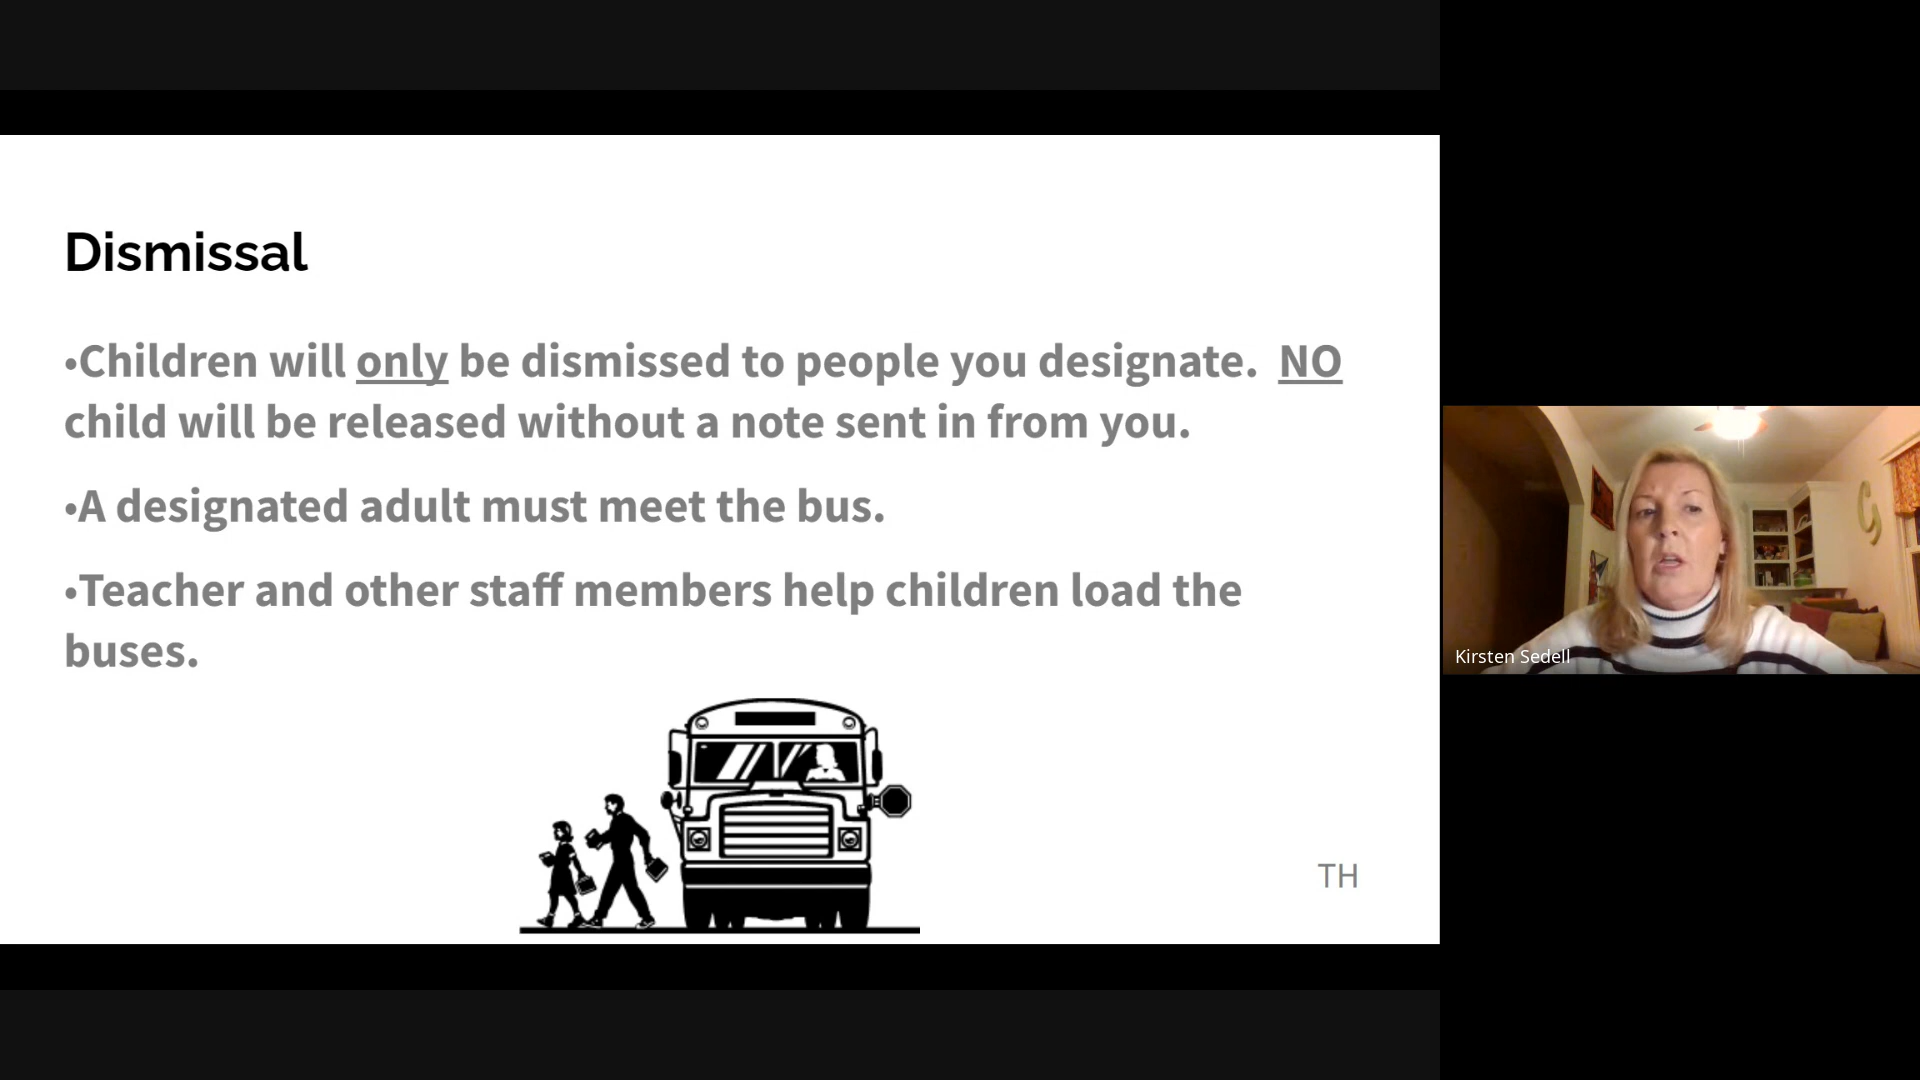 Dismissal
•Children will only be dismissed to people you designate.  NO
child will be released without a note sent in from you.
•A designated adult must meet the bus.
•Teacher and other staff members help children load the
buses.
TH
Kirsten Sedell